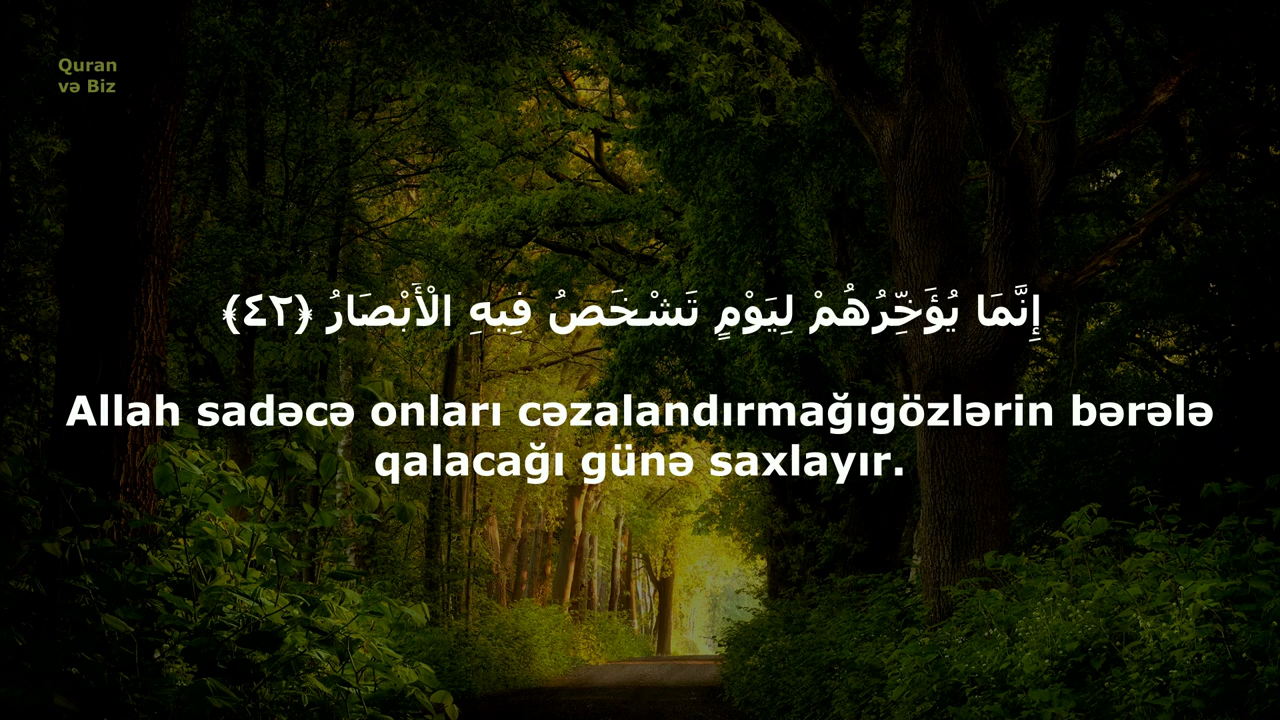 Quran
və Biz
إِنَّمَا يُؤَخِّرُهُمْ لِيَوْمٍ تَشْخَصُ فِيهِ الْأَبْصَارُ ﴿٤٢﴾
Allah sadəcə onları cəzalandırmağıgözlərin bərələ
qalacağı günə saxlayır.